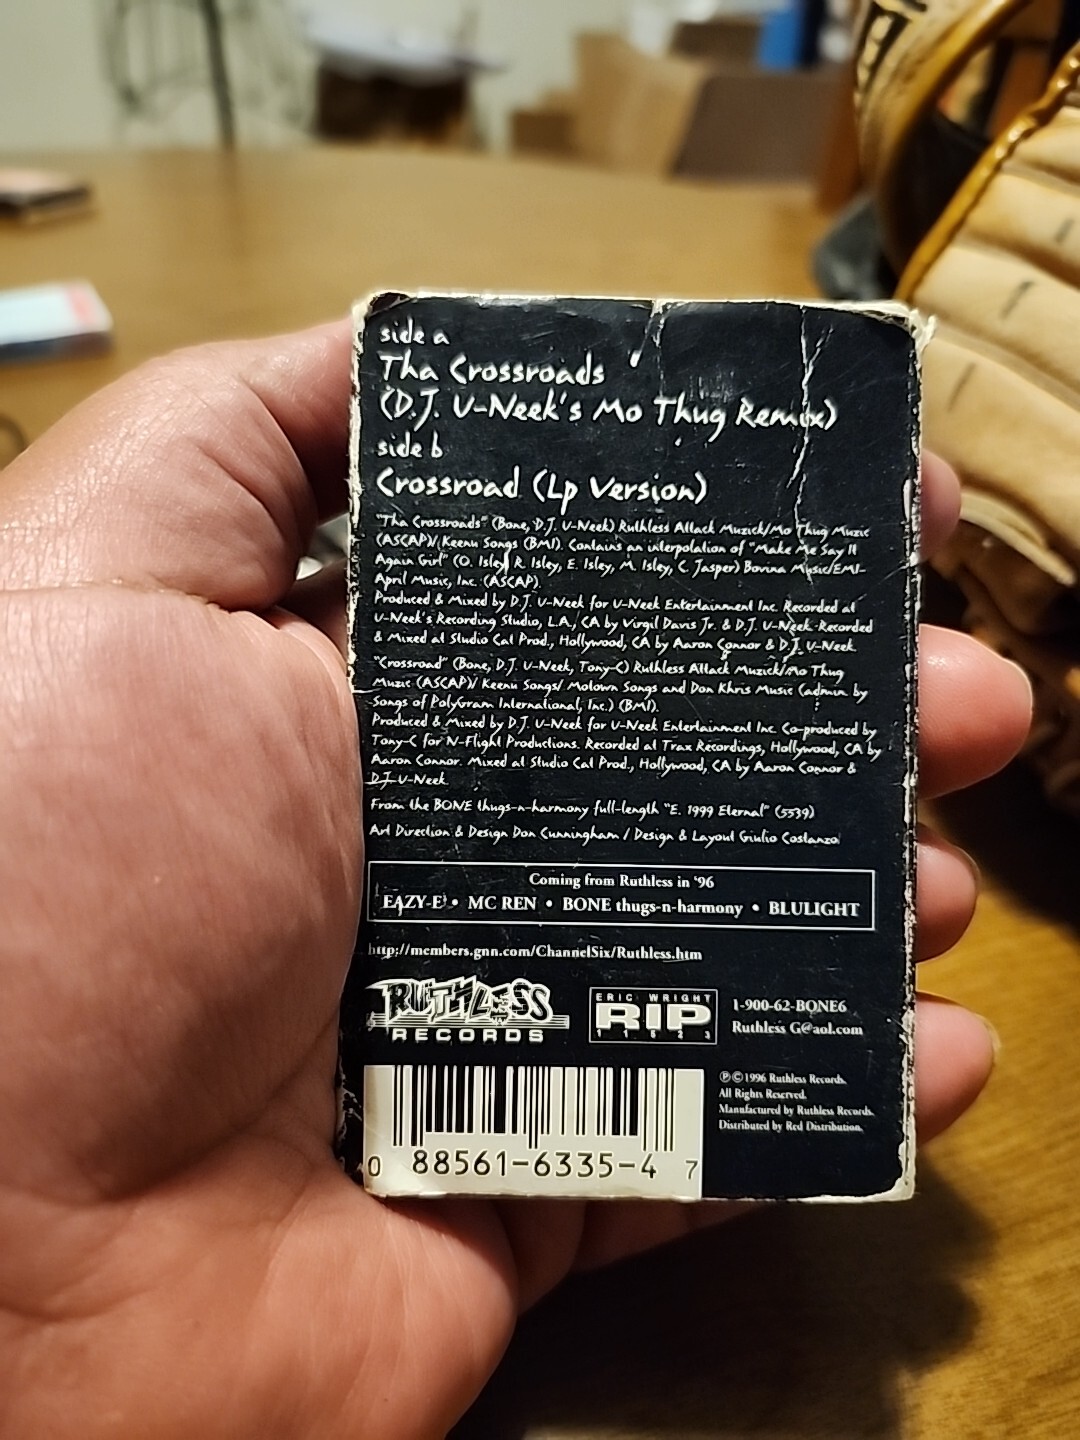 side a
Tha Crossroads
(D.J. U-Neek's Mo Thug Remix)
side b
Crossroad (Lp Version)
"Tha Crossroads" (Bone, D.J. U-Neek) Ruthless Attack Muzick/Mo Thug Muzic
(ASCAP)/ Keenu Songs (BMI). Contains an interpolation of "Make Me Say It
Again Girl" (O. Isley, R. Isley, E. Isley, M. Isley, C. Jasper) Bovina Music/EMI-
April Music, Inc. (ASCAP).
Produced & Mixed by D.J. U-Neek for U-Neek Entertainment Inc. Recorded at
U-Neek's Recording Studio, L.A., CA by Virgil Davis Jr. & D.J. U-Neek. Recorded
& Mixed at Studio Cat Prod., Hollywood, CA by Aaron Connor & D.J. U-Neek.
"Crossroad" (Bone, D.J. U-Neek, Tony-C) Ruthless Attack Muzick/Mo Thug
Muzic (ASCAP)/ Keenu Songs/ Motown Songs and Don Khris Music (admin. by
Songs of PolyGram International, Inc.) (BMI).
Produced & Mixed by D.J. U-Neek for U-Neek Entertainment Inc. Co-produced by
Tony-C for N-Flight Productions. Recorded at Trax Recordings, Hollywood, CA by
Aaron Connor. Mixed at Studio Cat Prod., Hollywood, CA by Aaron Connor &
D.J. U-Neek.
From the BONE thugs-n-harmony full-length "E. 1999 Eternal" (5539)
Art Direction & Design Don Cunningham / Design & Layout Giulio Costanzo
Coming from Ruthless in '96
EAZY-E • MC REN • BONE thugs-n-harmony • BLULIGHT
http://members.gnn.com/ChannelSix/Ruthless.htm
RUTHLESS
RECORDS
ERIC WRIGHT
RIP
1 1 5 2 3
1-900-62-BONE6
Ruthless G@aol.com
℗©1996 Ruthless Records.
All Rights Reserved.
Manufactured by Ruthless Records.
Distributed by Red Distribution.
0 88561-6335-4 7